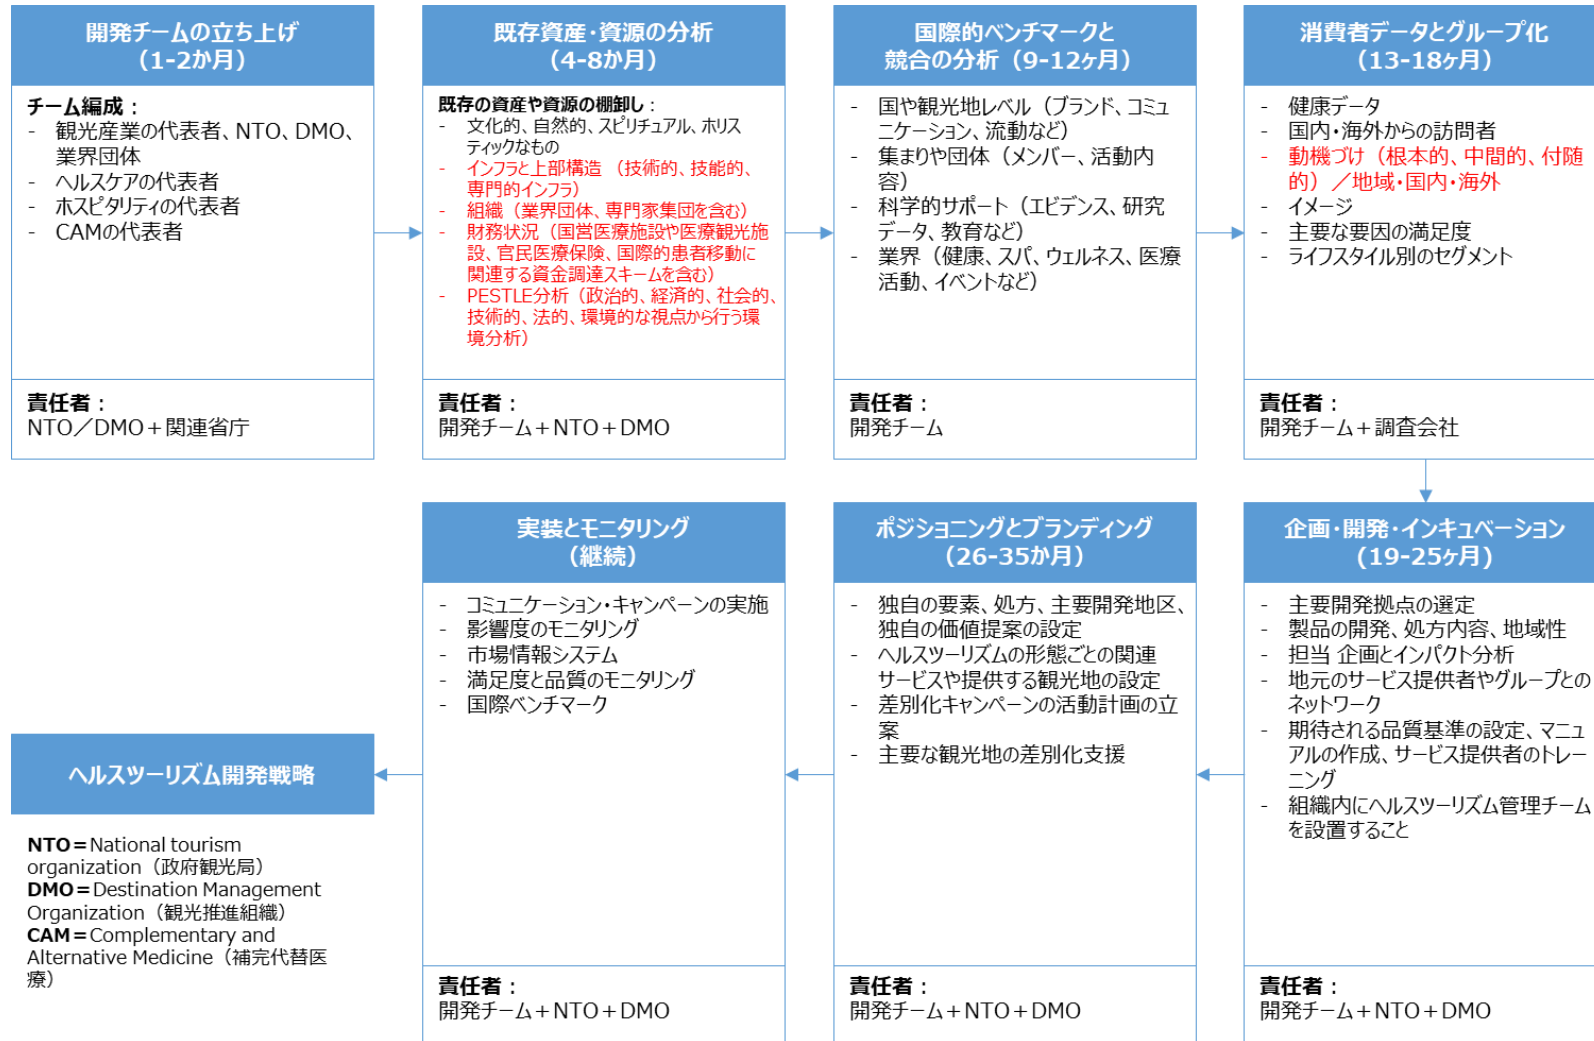 開発チームの立ち上げ
(1-2か月)
チーム編成:
- 観光産業の代表者、NTO、DMO、
業界団体
- ヘルスケアの代表者
- ホスピタリティの代表者
- CAMの代表者
責任者:
NTO/DMO+関連省庁
既存資産・資源の分析
(4-8か月)
既存の資産や資源の棚卸し:
- 文化的、自然的、スピリチュアル、ホリス
ティックなもの
- インフラと上部構造 (技術的、技能的、
専門的インフラ)
- 組織(業界団体、専門家集団を含む)
- 財務状況(国営医療施設や医療観光施
設、官民医療保険、国際的患者移動に
関連する資金調達スキームを含む)
- PESTLE分析(政治的、経済的、社会的、
技術的、法的、環境的な視点から行う環
境分析)
責任者:
開発チーム+NTO+DMO
国際的ベンチマークと
競合の分析(9-12ヶ月)
- 国や観光地レベル(ブランド、コミュ
ニケーション、流動など)
- 集まりや団体(メンバー、活動内
容)
- 科学的サポート(エビデンス、研究
データ、教育など)
- 業界(健康、スパ、ウェルネス、医療
活動、イベントなど)
責任者:
開発チーム
消費者データとグループ化
(13-18ヶ月)
- 健康データ
- 国内・海外からの訪問者
- 動機づけ(根本的、中間的、付随
的)/地域・国内・海外
- イメージ
- 主要な要因の満足度
- ライフスタイル別のセグメント
責任者:
開発チーム+調査会社
企画・開発・インキュベーション
(19-25ヶ月)
- 主要開発拠点の選定
- 製品の開発、処方内容、地域性
- 担当 企画とインパクト分析
- 地元のサービス提供者やグループとの
ネットワーク
- 期待される品質基準の設定、マニュ
アルの作成、サービス提供者のトレー
ニング
- 組織内にヘルスツーリズム管理チーム
を設置すること
責任者:
開発チーム+NTO+DMO
ポジショニングとブランディング
(26-35か月)
- 独自の要素、処方、主要開発地区、
独自の価値提案の設定
- ヘルスツーリズムの形態ごとの関連
サービスや提供する観光地の設定
- 差別化キャンペーンの活動計画の立
案
- 主要な観光地の差別化支援
責任者:
開発チーム+NTO+DMO
実装とモニタリング
(継続)
- コミュニケーション・キャンペーンの実施
- 影響度のモニタリング
- 市場情報システム
- 満足度と品質のモニタリング
- 国際ベンチマーク
責任者:
開発チーム+NTO+DMO
ヘルスツーリズム開発戦略
NTO=National tourism
organization(政府観光局)
DMO=Destination Management
Organization(観光推進組織)
CAM=Complementary and
Alternative Medicine(補完代替医
療)